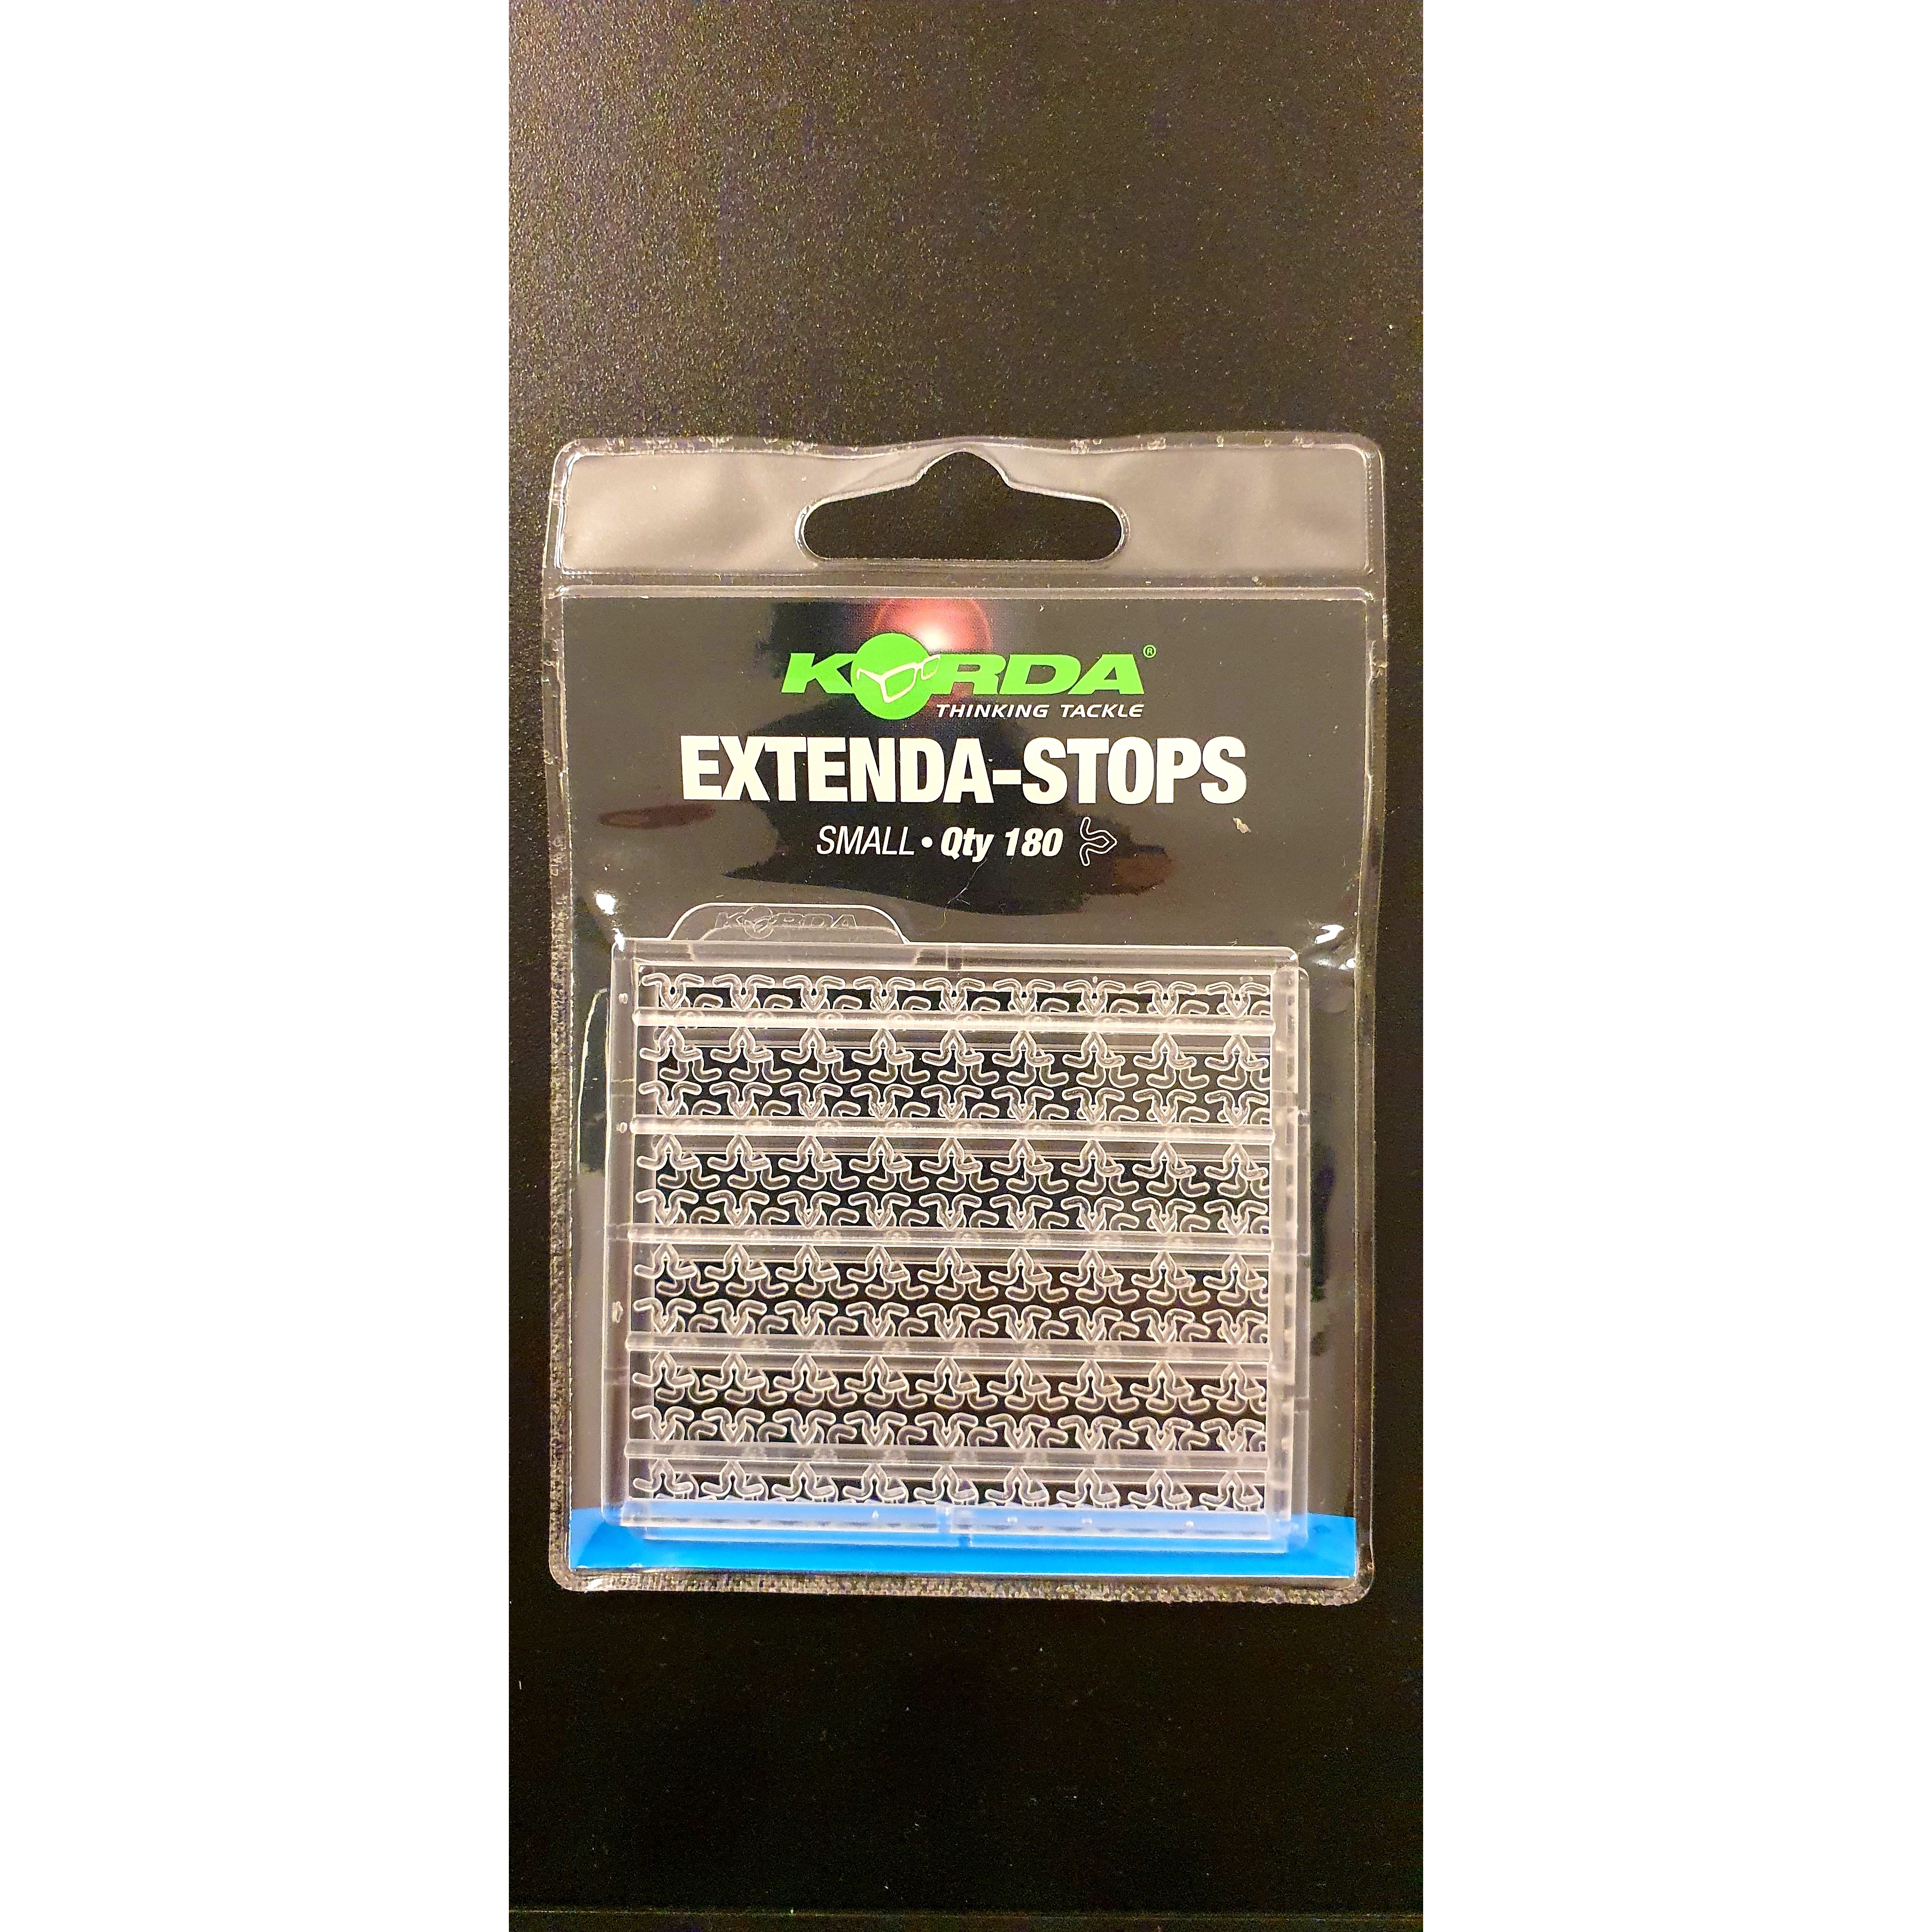 KORDA®
THINKING TACKLE
EXTENDA-STOPS
SMALL • Qty 180
KORDA